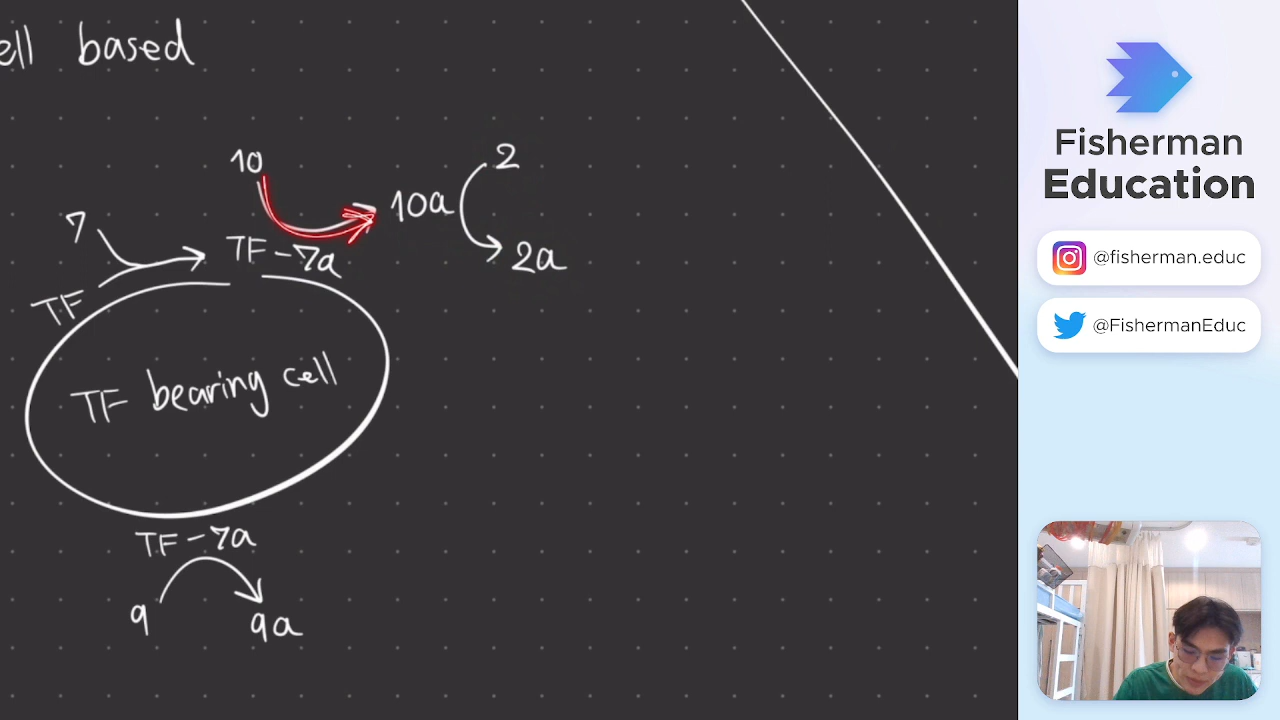 ell based
10
2
7
10a
TF-7a
2a
TF
TF bearing cell
TF-7a
9
9a
Fisherman
Education
@fisherman.educ
@FishermanEduc